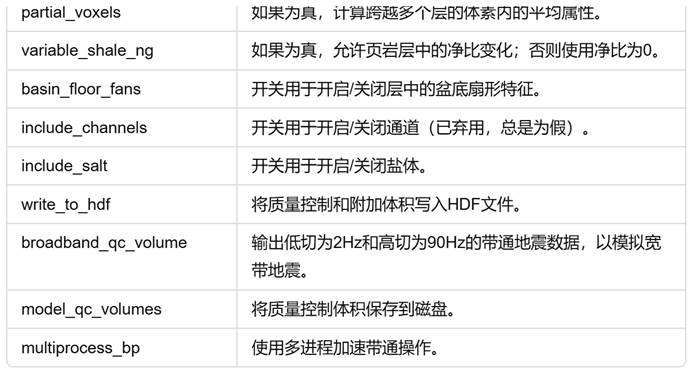 partial_voxels 如果为真，计算跨越多个层的体素内的平均属性。
variable_shale_ng 如果为真，允许页岩层中的净比变化；否则使用净比为0。
basin_floor_fans 开关用于开启/关闭层中的盆底扇形特征。
include_channels 开关用于开启/关闭通道（已弃用，总是为假）。
include_salt 开关用于开启/关闭盐体。
write_to_hdf 将质量控制和附加体积写入HDF文件。
broadband_qc_volume 输出低切为2Hz和高切为90Hz的带通地震数据，以模拟宽
带地震。
model_qc_volumes 将质量控制体积保存到磁盘。
multiprocess_bp 使用多进程加速带通操作。